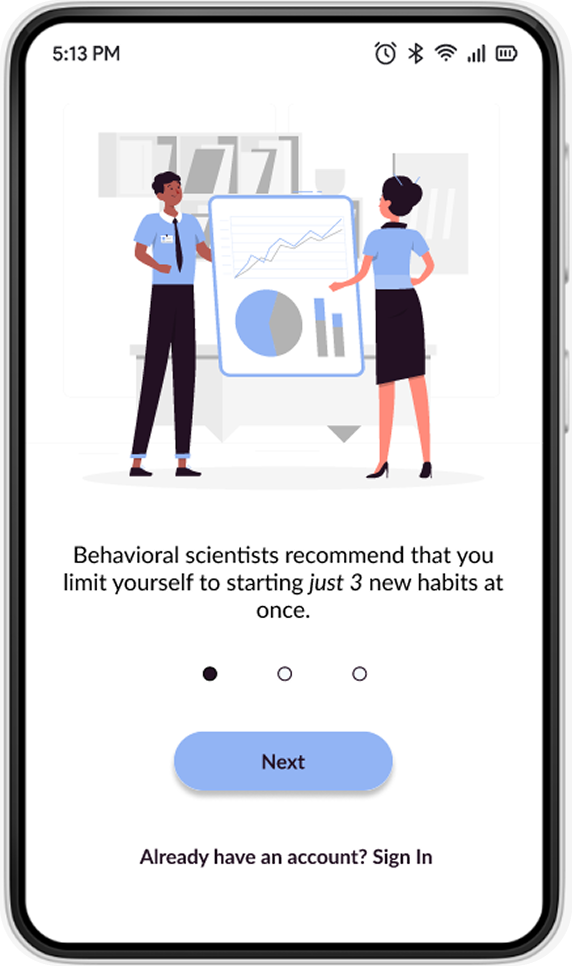 5:13 PM
Behavioral scientists recommend that you
limit yourself to starting just 3 new habits at
once.
Next
Already have an account? Sign In